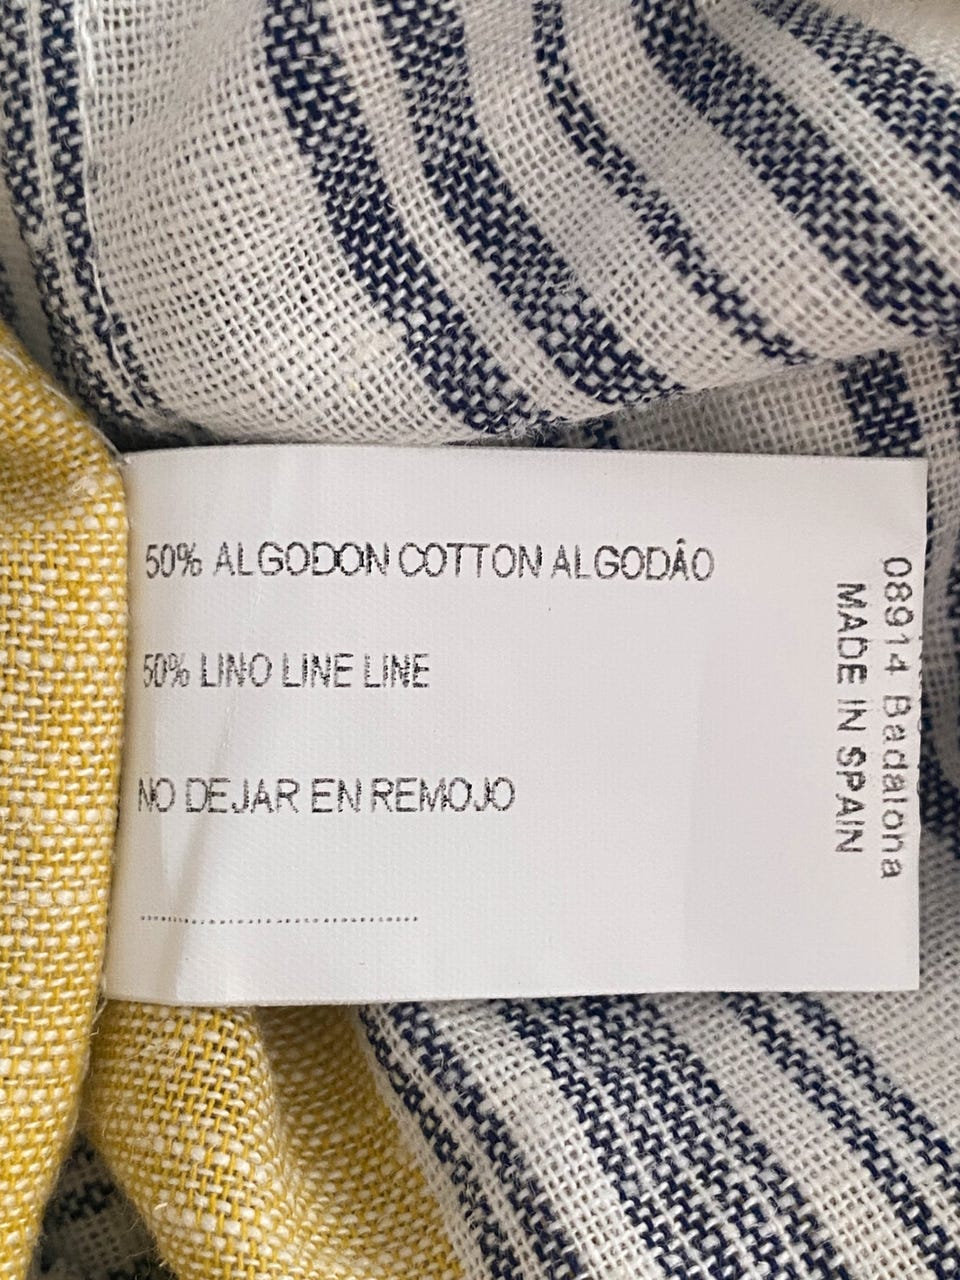 50% ALGODON COTTON ALGODÃO
50% LINO LINE LINE
NO DEJAR EN REMOJO
08914 Badalona
MADE IN SPAIN